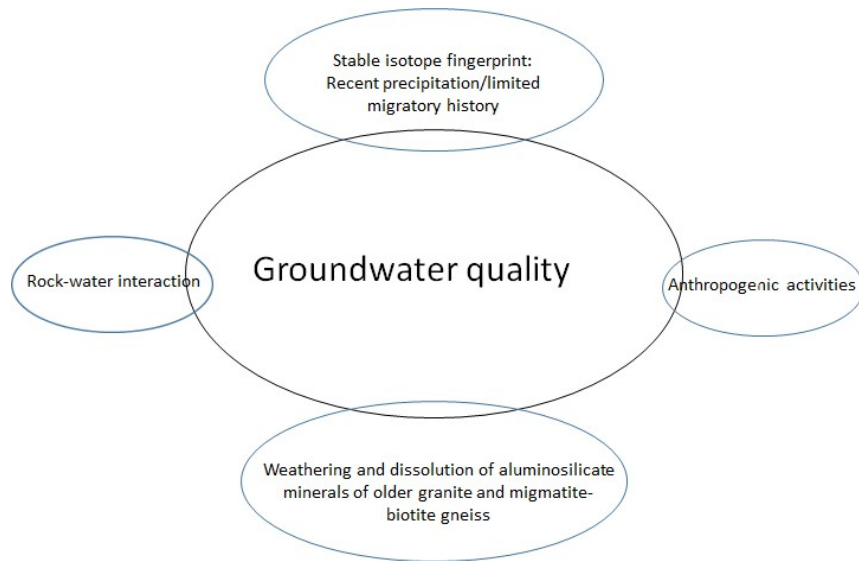 Stable isotope fingerprint:
Recent precipitation/limited
migratory history
Groundwater quality
Rock-water interaction
Anthropogenic activities
Weathering and dissolution of aluminosilicate
minerals of older granite and migmatite-
biotite gneiss